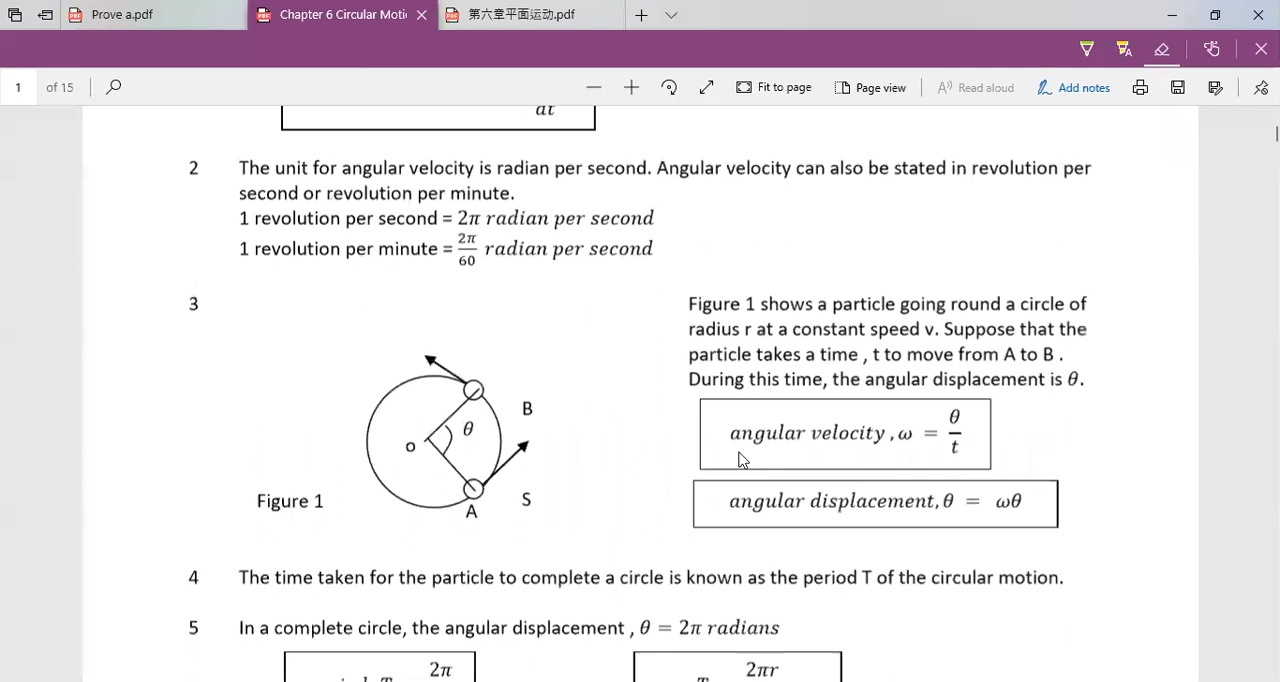 Prove a.pdf
Chapter 6 Circular Moti
第六章平面运动.pdf
1 of 15
Fit to page
Page view
Read aloud
Add notes
dt
2 The unit for angular velocity is radian per second. Angular velocity can also be stated in revolution per
second or revolution per minute.
1 revolution per second = 2π radian per second
1 revolution per minute = 2π/60 radian per second
3
Figure 1 shows a particle going round a circle of
radius r at a constant speed v. Suppose that the
particle takes a time , t to move from A to B .
During this time, the angular displacement is θ.
B
θ
o
S
A
Figure 1
angular velocity , ω = θ/t
angular displacement, θ = ωθ
4 The time taken for the particle to complete a circle is known as the period T of the circular motion.
5 In a complete circle, the angular displacement , θ = 2π radians
2π
2πr